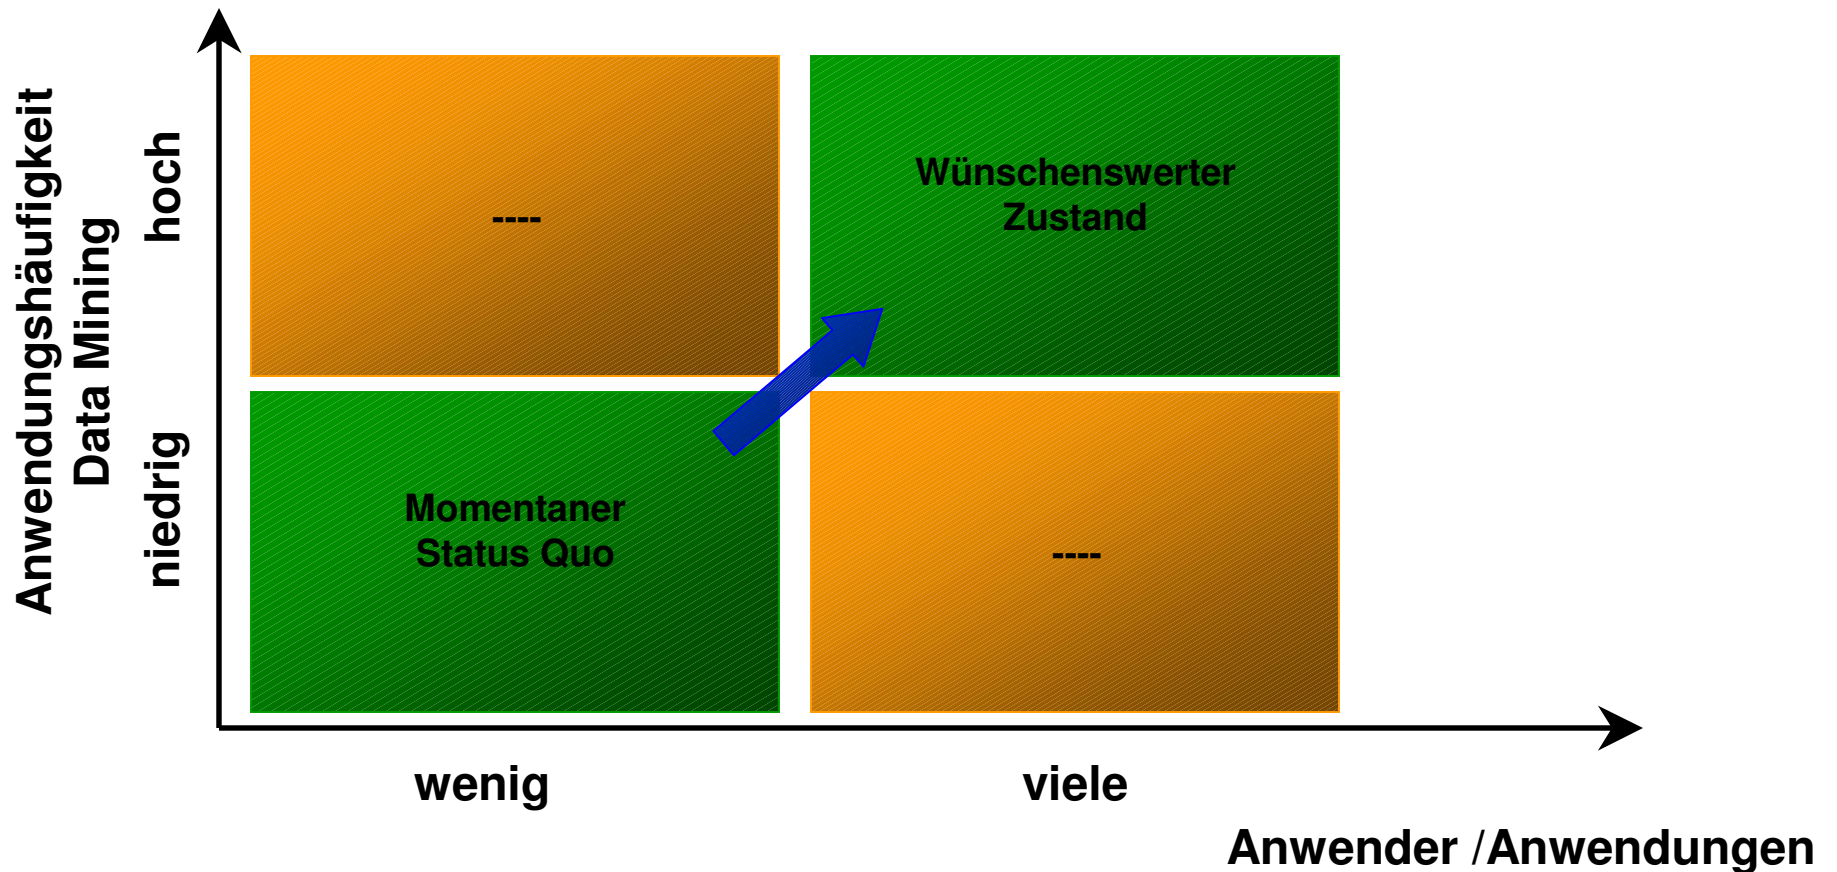 Anwendungshäufigkeit
Data Mining
hoch
niedrig
----
Wünschenswerter
Zustand
Momentaner
Status Quo
----
wenig
viele
Anwender /Anwendungen